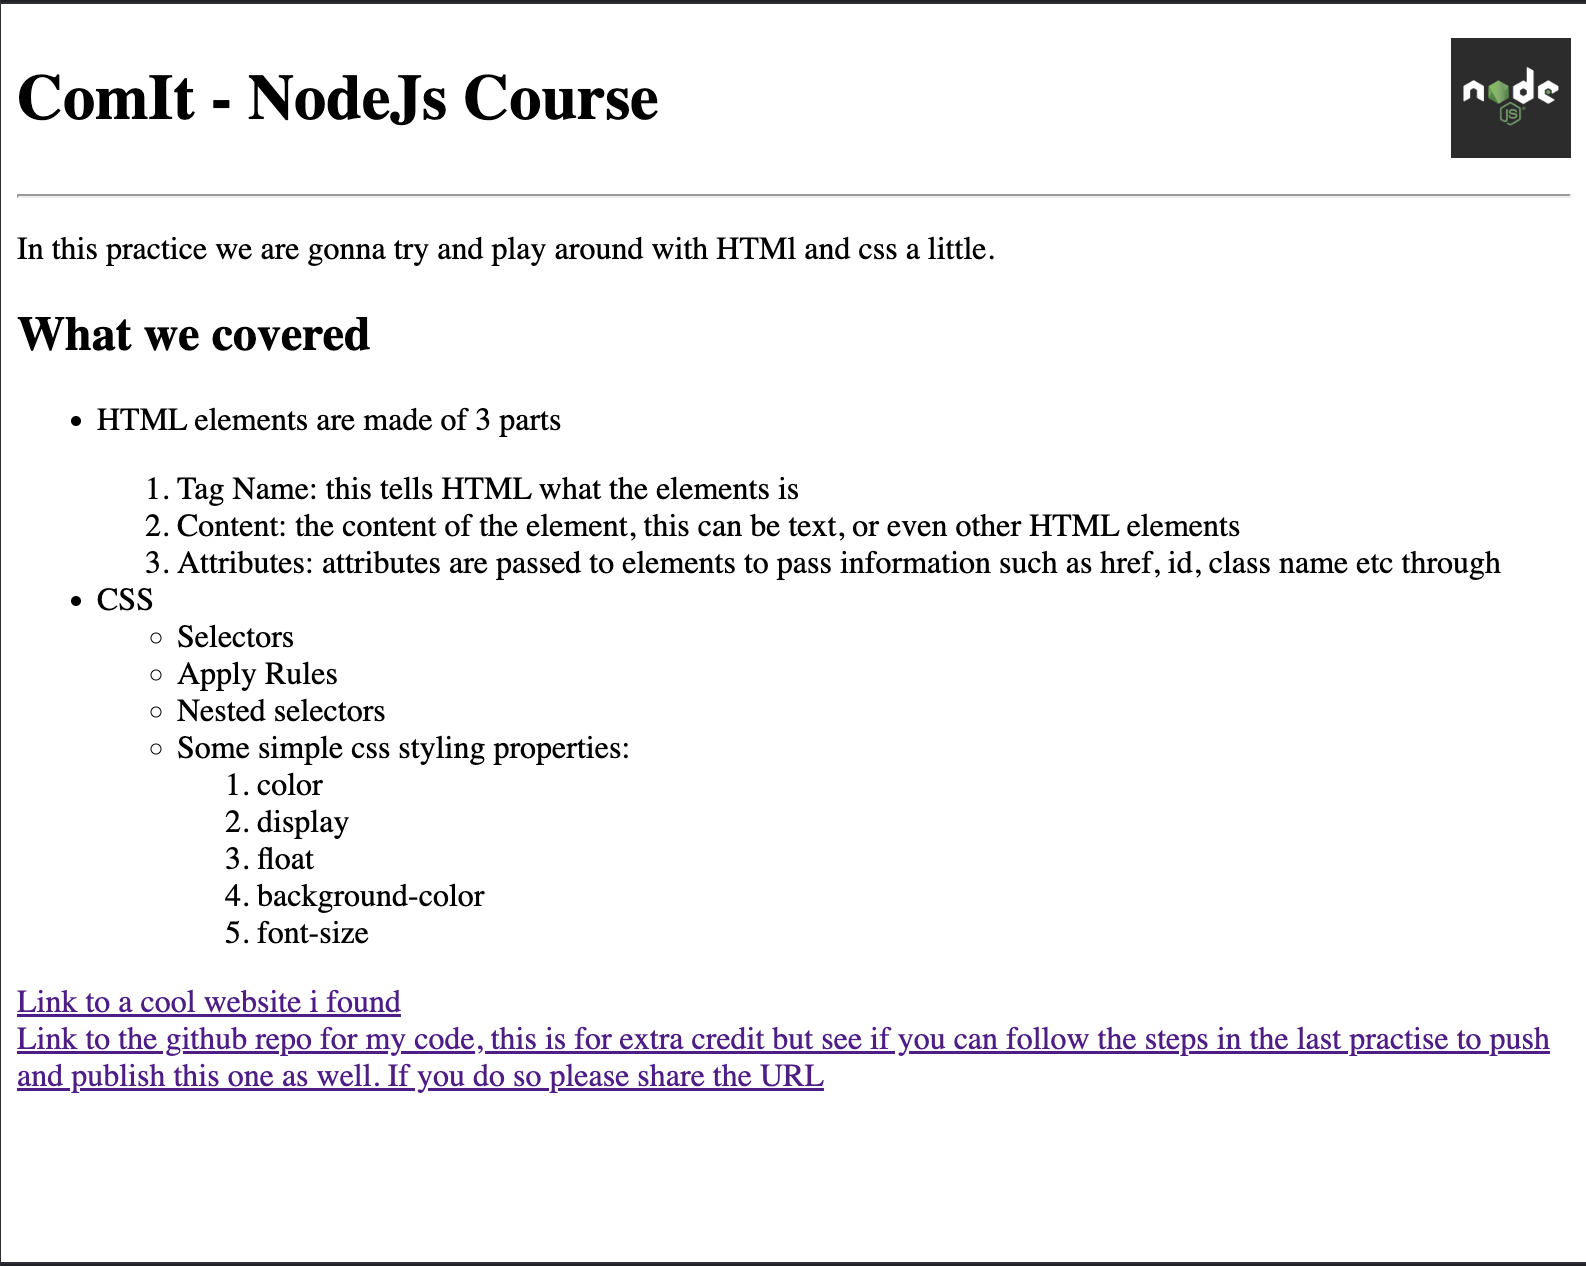 ComIt - NodeJs Course
node
JS
In this practice we are gonna try and play around with HTMl and css a little.
What we covered
• HTML elements are made of 3 parts
1. Tag Name: this tells HTML what the elements is
2. Content: the content of the element, this can be text, or even other HTML elements
3. Attributes: attributes are passed to elements to pass information such as href, id, class name etc through
• CSS
◦ Selectors
◦ Apply Rules
◦ Nested selectors
◦ Some simple css styling properties:
1. color
2. display
3. float
4. background-color
5. font-size
Link to a cool website i found
Link to the github repo for my code, this is for extra credit but see if you can follow the steps in the last practise to push
and publish this one as well. If you do so please share the URL